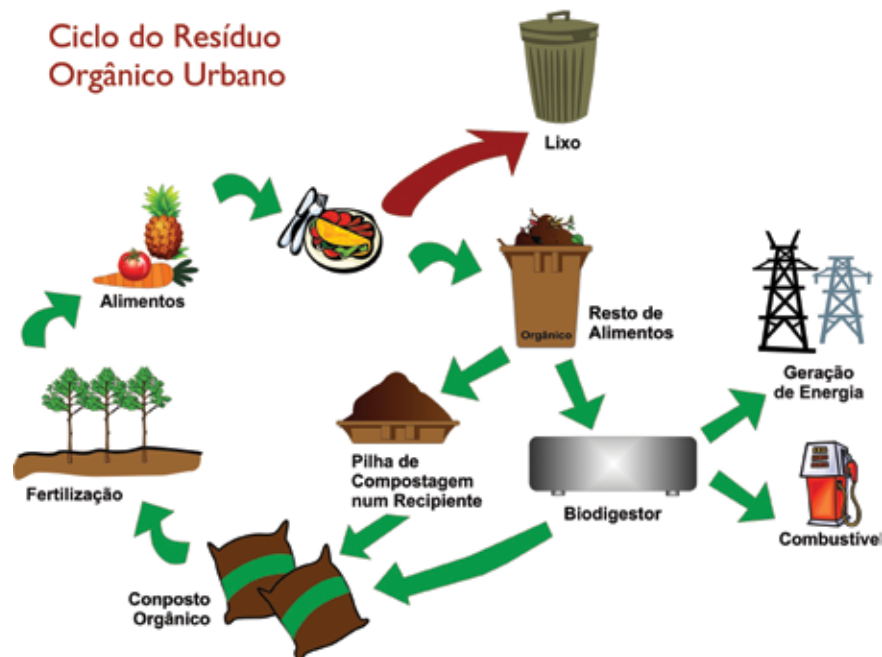 Ciclo do Resíduo
Orgânico Urbano
Lixo
Alimentos
Orgânico
Resto de
Alimentos
Geração
de Energia
Fertilização
Pilha de
Compostagem
num Recipiente
Biodigestor
Combustível
Conposto
Orgânico